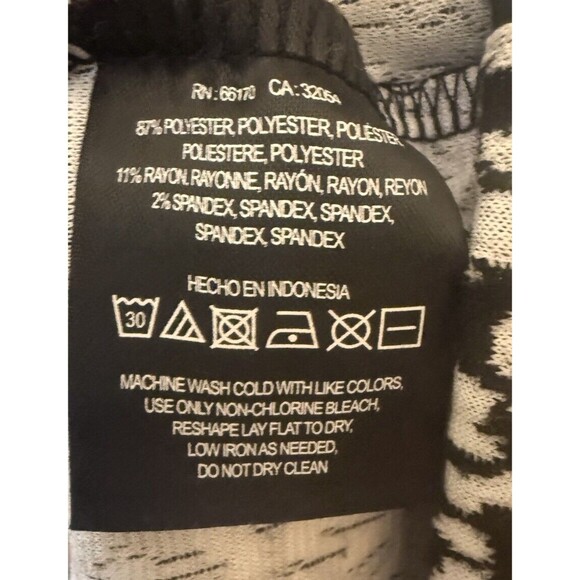 RN : 66170 CA : 32054
87% POLYESTER, POLYESTER, POLIÉSTER
POLIESTERE, POLYESTER
11% RAYON. RAYONNE, RAYÓN, RAYON, REYON
2% SPANDEX, SPANDEX, SPANDEX,
SPANDEX, SPANDEX
HECHO EN INDONESIA
30
MACHINE WASH COLD WITH LIKE COLORS,
USE ONLY NON-CHLORINE BLEACH,
RESHAPE LAY FLAT TO DRY,
LOW IRON AS NEEDED,
DO NOT DRY CLEAN